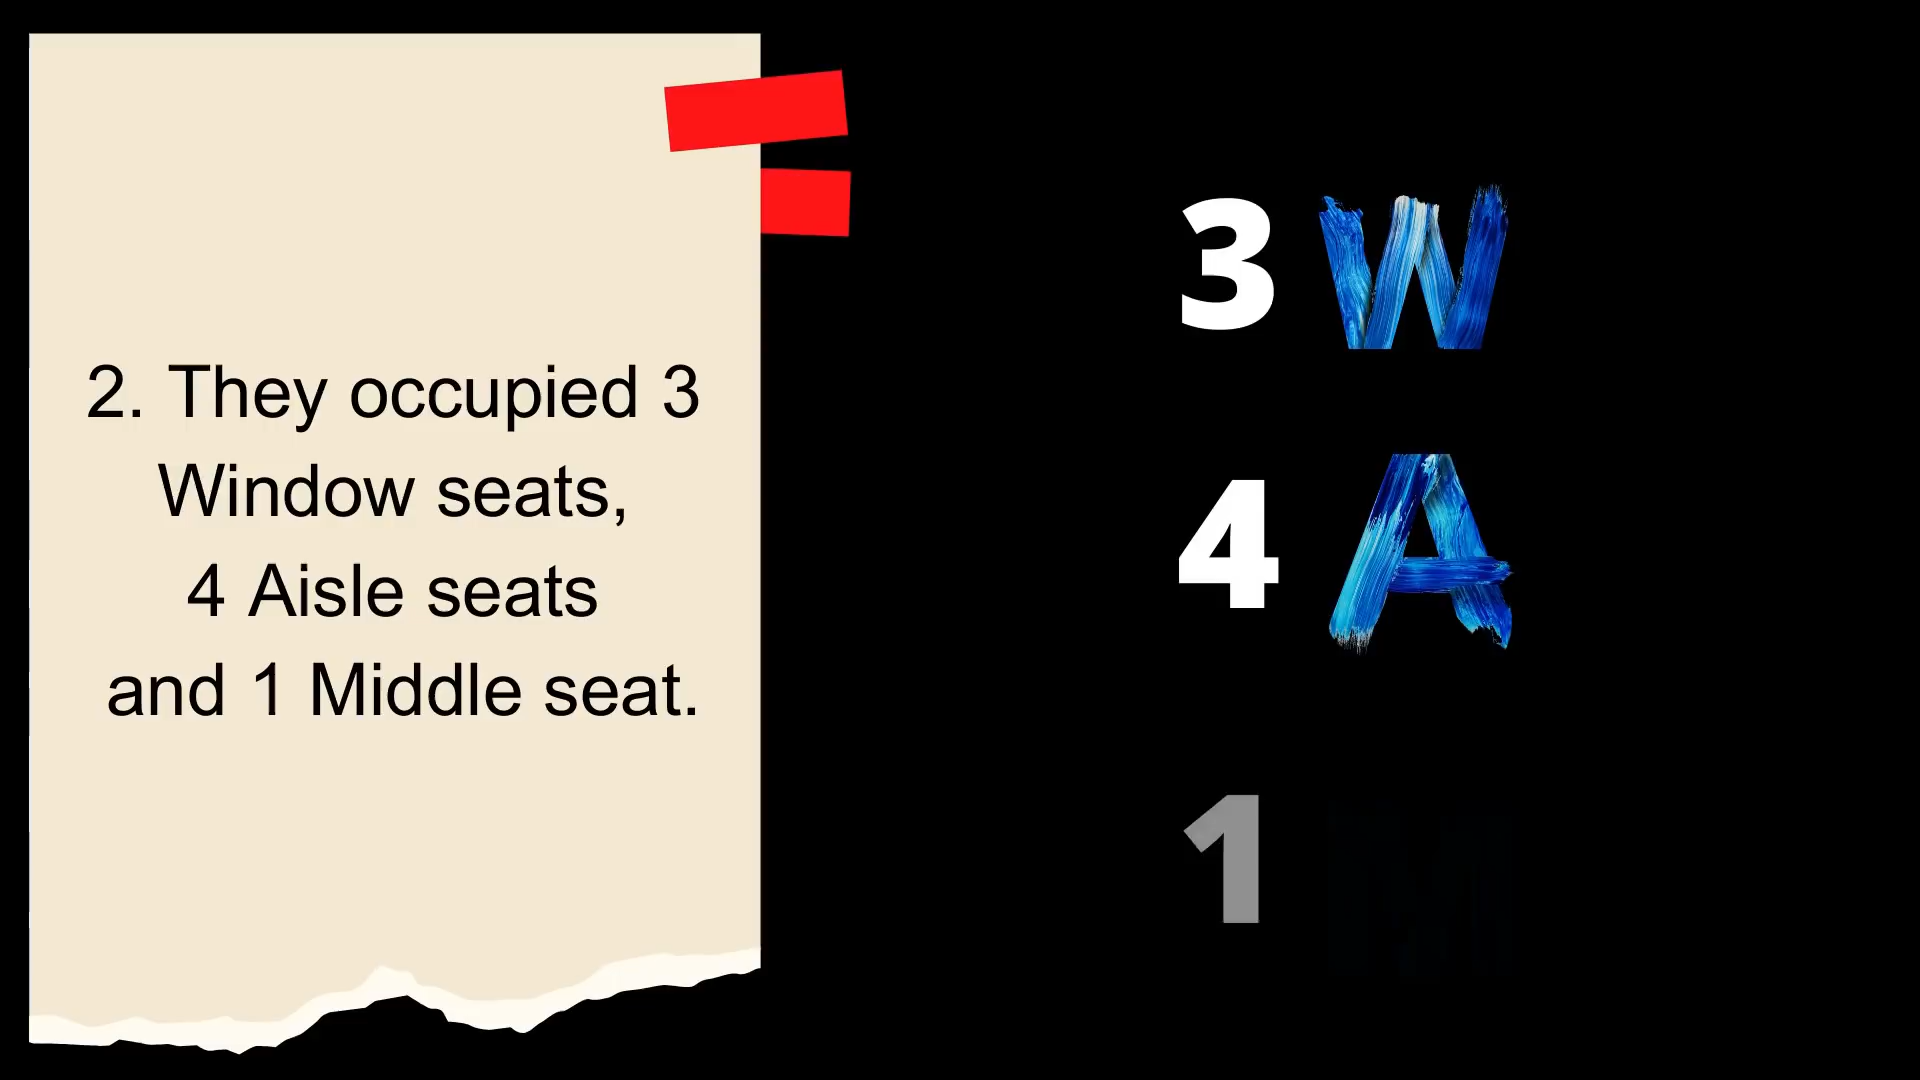 2. They occupied 3
Window seats,
4 Aisle seats
and 1 Middle seat.
3 W
4 A
1